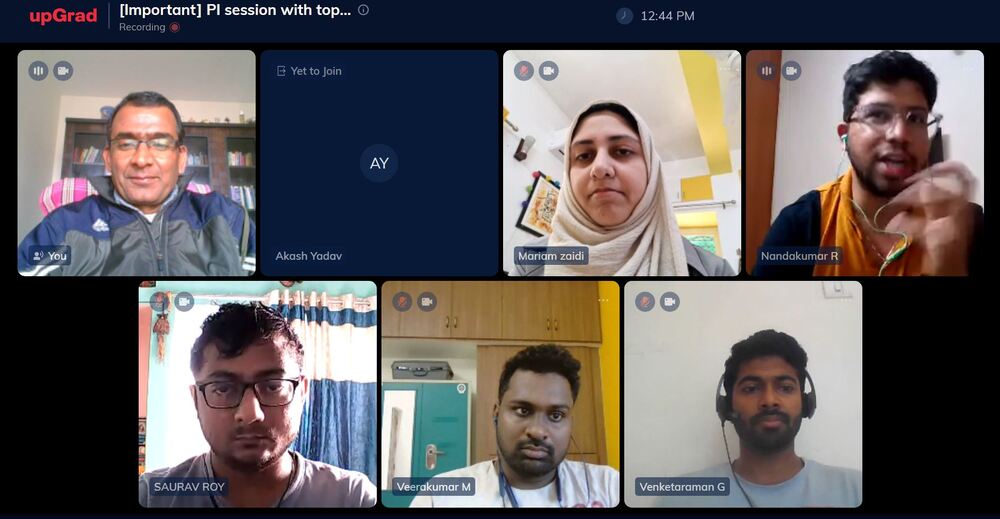 upGrad
[Important] PI session with top...
Recording
12:44 PM
You
Yet to Join
AY
Akash Yadav
Mariam zaidi
Nandakumar R
SAURAV ROY
Veerakumar M
Venketaraman G